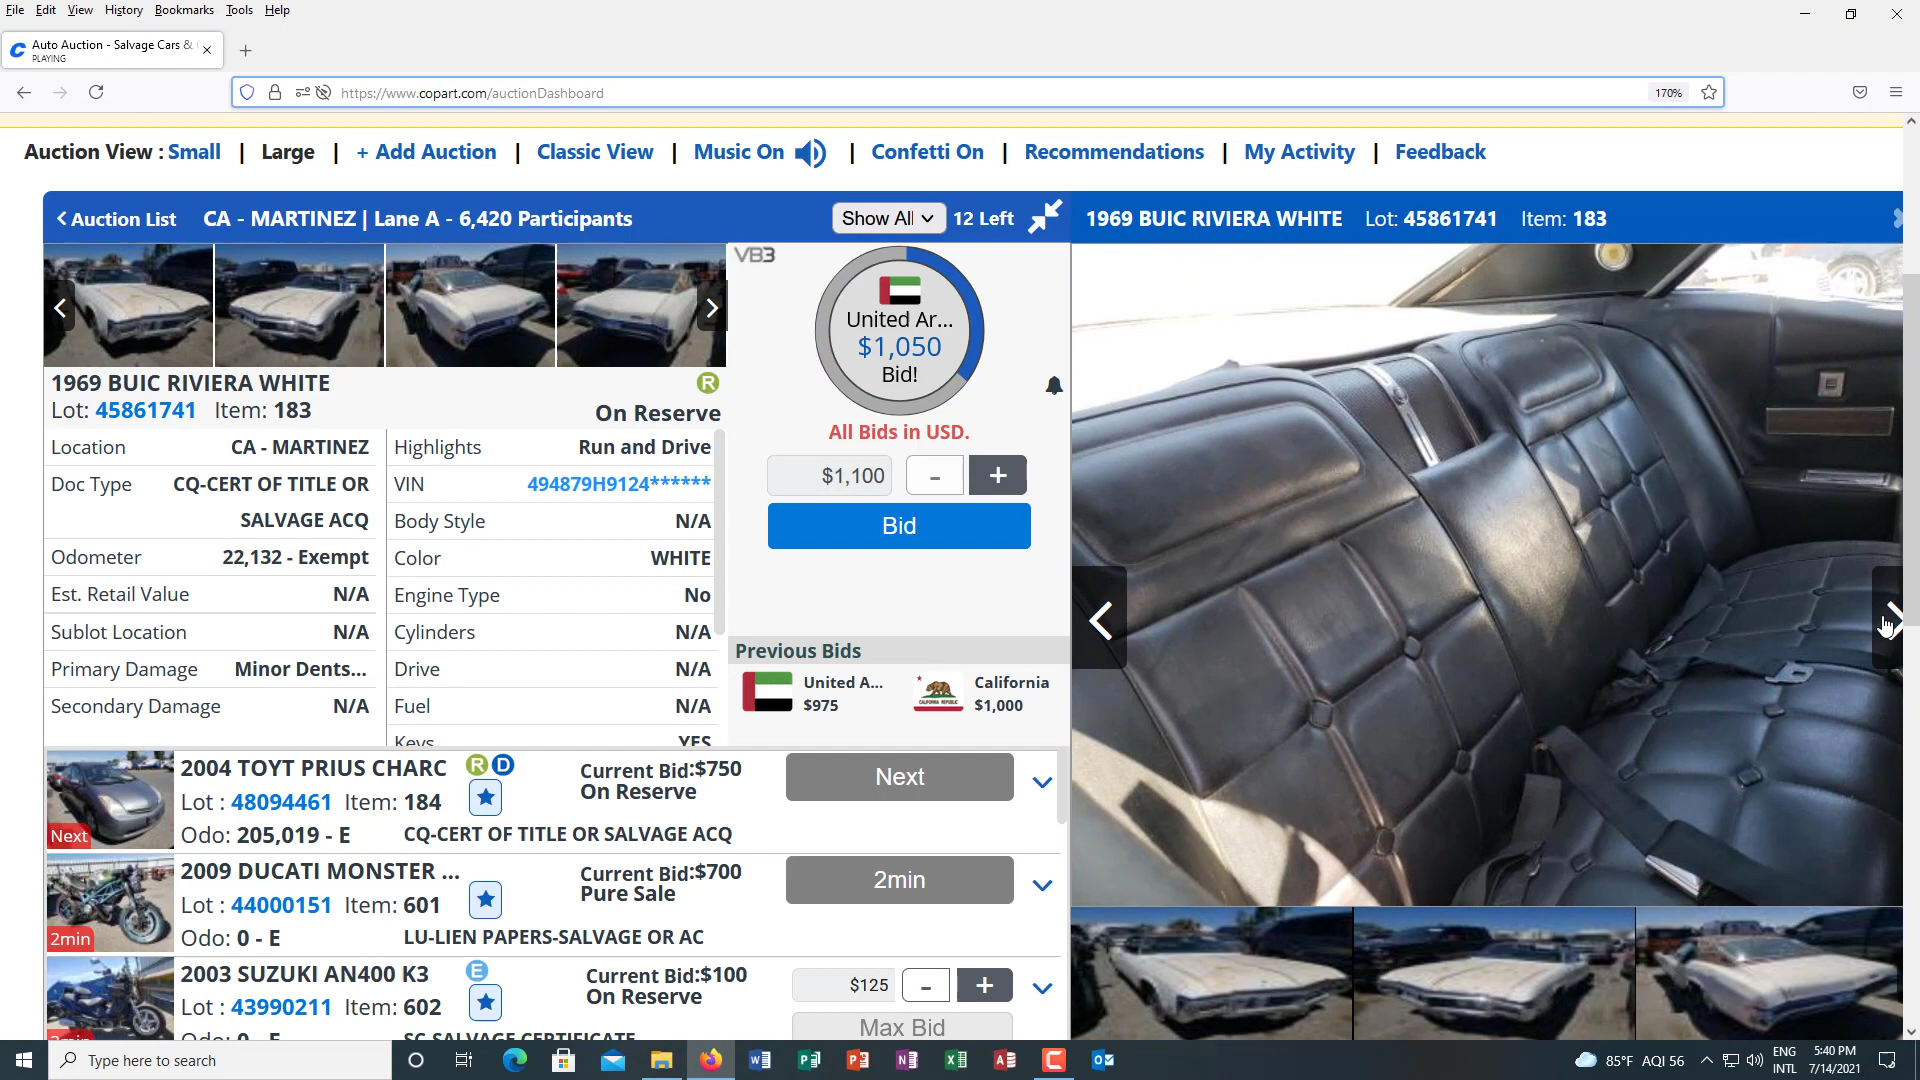 File Edit View History Bookmarks Tools Help
Auto Auction - Salvage Cars &
PLAYING
https://www.copart.com/auctionDashboard
170%
Auction View : Small | Large | + Add Auction | Classic View | Music On | Confetti On | Recommendations | My Activity | Feedback
Auction List CA - MARTINEZ | Lane A - 6,420 Participants
Show All 12 Left
1969 BUIC RIVIERA WHITE Lot: 45861741 Item: 183
VB3
United Ar...
$1,050
Bid!
All Bids in USD.
$1,100 - +
Bid
1969 BUIC RIVIERA WHITE R
Lot: 45861741 Item: 183
On Reserve
Location CA - MARTINEZ
Doc Type CQ-CERT OF TITLE OR
SALVAGE ACQ
Odometer 22,132 - Exempt
Est. Retail Value N/A
Sublot Location N/A
Primary Damage Minor Dents...
Secondary Damage N/A
Highlights Run and Drive
VIN 494879H9124******
Body Style N/A
Color WHITE
Engine Type No
Cylinders N/A
Drive N/A
Fuel N/A
Keys YES
Previous Bids
United A...
$975
California
$1,000
2004 TOYT PRIUS CHARC R D
Lot : 48094461 Item: 184
Odo: 205,019 - E CQ-CERT OF TITLE OR SALVAGE ACQ
Current Bid:$750
On Reserve
Next
Next
2009 DUCATI MONSTER ...
Lot : 44000151 Item: 601
Odo: 0 - E LU-LIEN PAPERS-SALVAGE OR AC
Current Bid:$700
Pure Sale
2min
2min
2003 SUZUKI AN400 K3 E
Lot : 43990211 Item: 602
Odo: 0 - E SC-SALVAGE CERTIFICATE
Current Bid:$100
On Reserve
$125 - +
Max Bid
Type here to search
85°F AQI 56
ENG
INTL
5:40 PM
7/14/2021